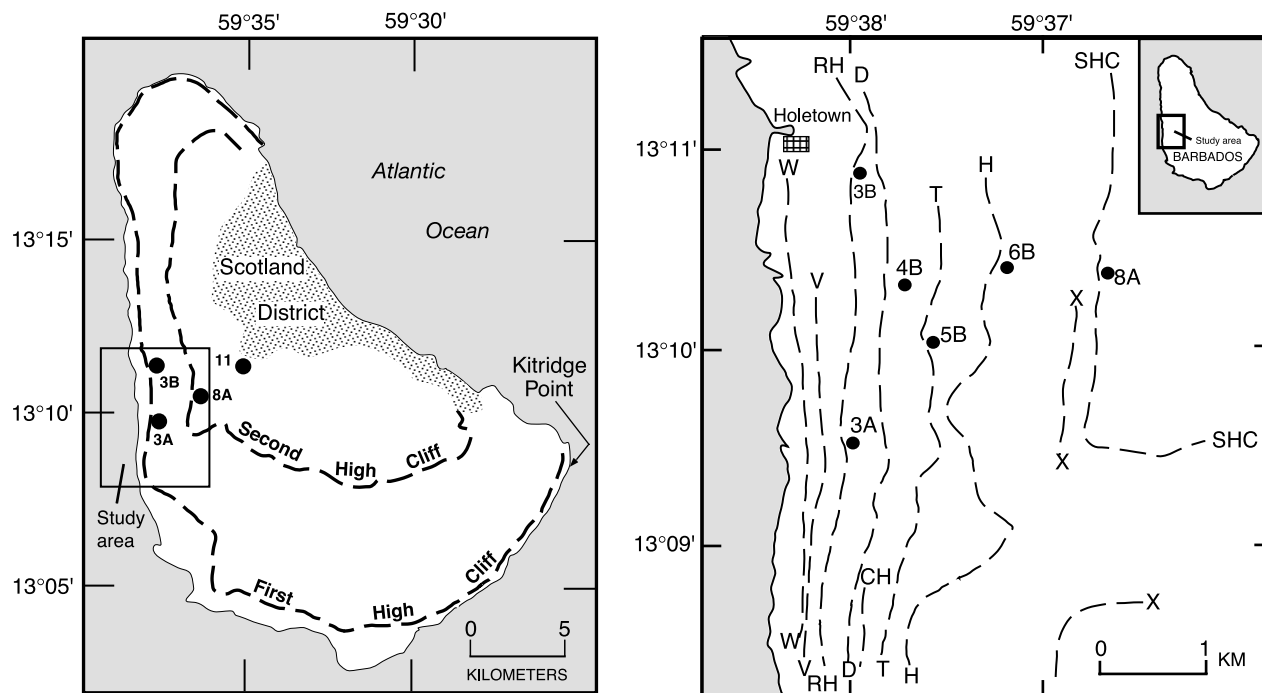 59°35'
59°30'
Atlantic
Ocean
13°15'
Scotland
District
11
3B
8A
13°10'
3A
Kitridge
Point
Second
High
Cliff
Study
area
13°05'
First
High
Cliff
0
5
KILOMETERS
59°38'
59°37'
RH
D
SHC
Holetown
Study area
BARBADOS
13°11'
W
3B
H
T
6B
4B
8A
V
X
5B
13°10'
3A
SHC
X
13°09'
CH
X
W
V
RH
D
T
H
0
1
KM